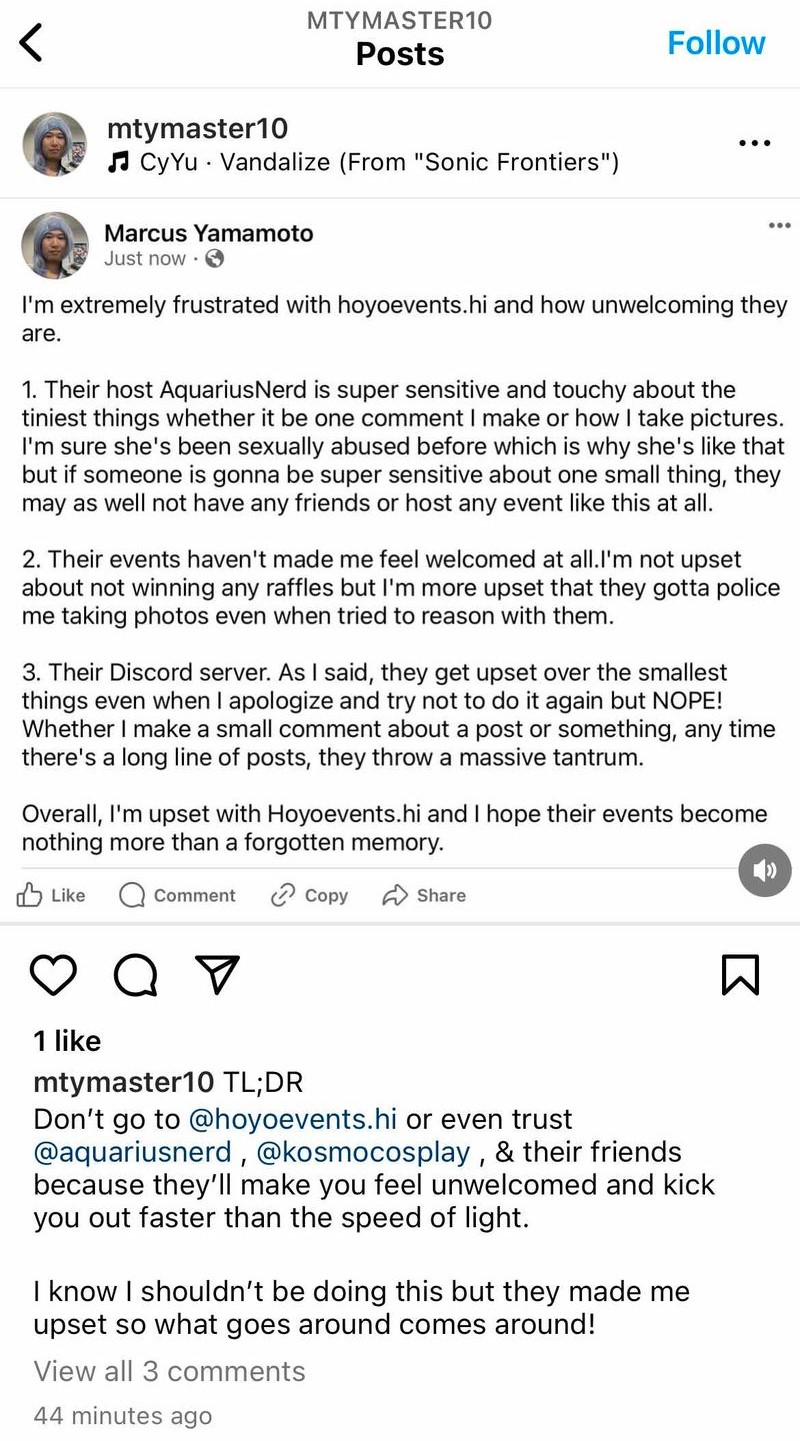 MTYMASTER10
Posts
Follow
mtymaster10
CyYu · Vandalize (From "Sonic Frontiers")
Marcus Yamamoto
Just now ·
I'm extremely frustrated with hoyoevents.hi and how unwelcoming they
are.
1. Their host AquariusNerd is super sensitive and touchy about the
tiniest things whether it be one comment I make or how I take pictures.
I'm sure she's been sexually abused before which is why she's like that
but if someone is gonna be super sensitive about one small thing, they
may as well not have any friends or host any event like this at all.
2. Their events haven't made me feel welcomed at all.I'm not upset
about not winning any raffles but I'm more upset that they gotta police
me taking photos even when tried to reason with them.
3. Their Discord server. As I said, they get upset over the smallest
things even when I apologize and try not to do it again but NOPE!
Whether I make a small comment about a post or something, any time
there's a long line of posts, they throw a massive tantrum.
Overall, I'm upset with Hoyoevents.hi and I hope their events become
nothing more than a forgotten memory.
Like Comment Copy Share
1 like
mtymaster10 TL;DR
Don’t go to @hoyoevents.hi or even trust
@aquariusnerd , @kosmocosplay , & their friends
because they’ll make you feel unwelcomed and kick
you out faster than the speed of light.
I know I shouldn’t be doing this but they made me
upset so what goes around comes around!
View all 3 comments
44 minutes ago